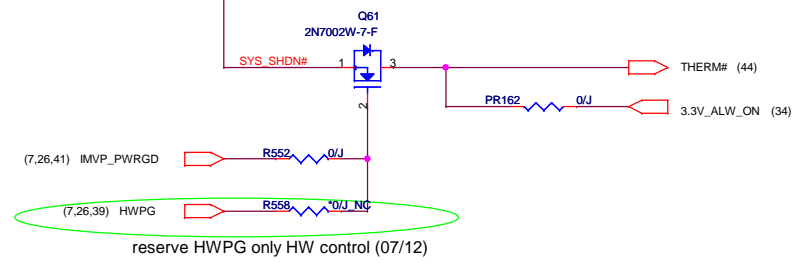 Q61
2N7002W-7-F
SYS_SHDN# 1 3 THERM# (44)
2
PR162 0/J 3.3V_ALW_ON (34)
(7,26,41) IMVP_PWRGD R552 0/J
(7,26,39) HWPG R558 *0/J_NC
reserve HWPG only HW control (07/12)